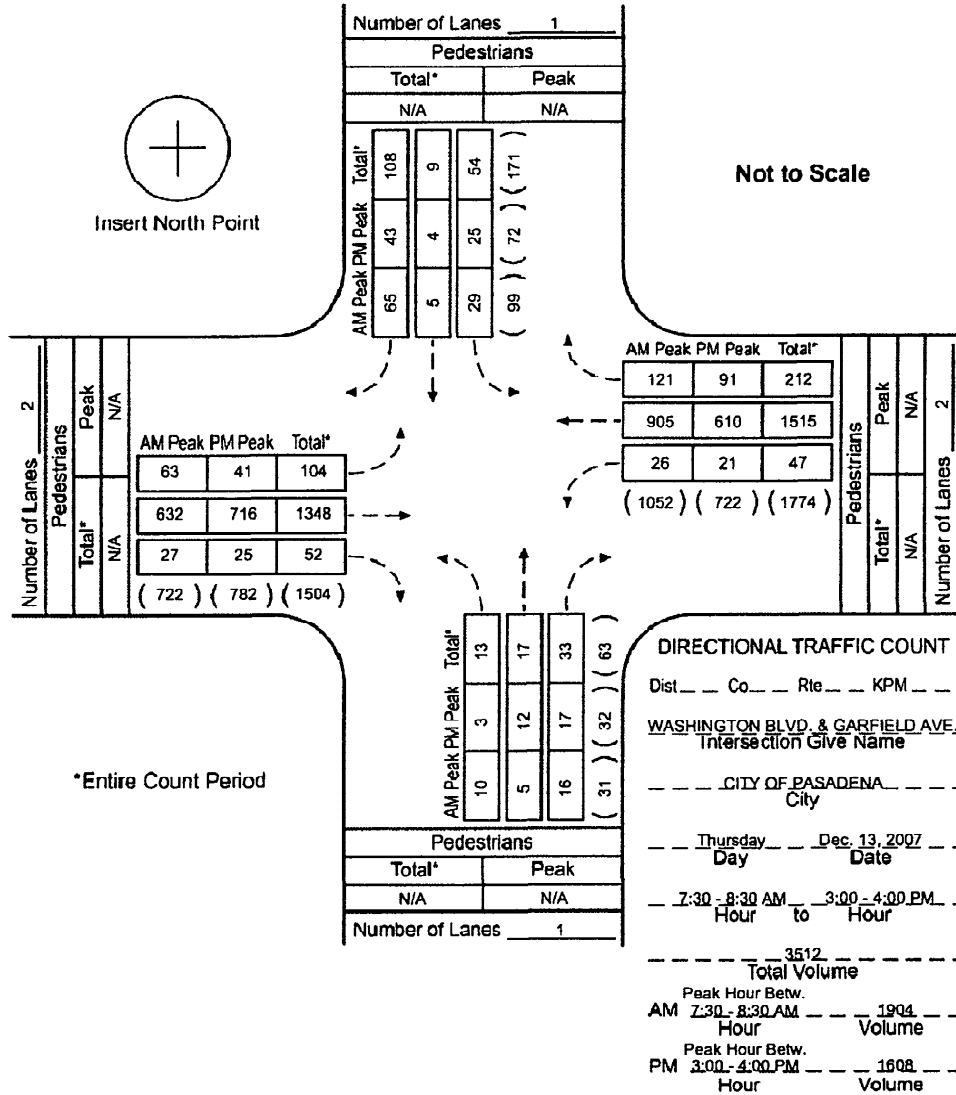 Number of Lanes 1
Pedestrians
Total* Peak
N/A N/A
Insert North Point
Not to Scale
Total* 108 9 54 (171)
PM Peak 43 4 25 (72)
AM Peak 65 5 29 (99)
AM Peak PM Peak Total*
121 91 212
905 610 1515
26 21 47
(1052) (722) (1774)
Pedestrians
Peak N/A
Total* N/A
Number of Lanes 2
Number of Lanes 2
Pedestrians
Peak N/A
Total* N/A
AM Peak PM Peak Total*
63 41 104
632 716 1348
27 25 52
(722) (782) (1504)
Total* 13 17 33 (63)
PM Peak 3 12 17 (32)
AM Peak 10 5 16 (31)
Pedestrians
Total* Peak
N/A N/A
Number of Lanes 1
*Entire Count Period
DIRECTIONAL TRAFFIC COUNT
Dist Co Rte KPM
WASHINGTON BLVD. & GARFIELD AVE.
Intersection Give Name
CITY OF PASADENA
City
Thursday Dec. 13, 2007
Day Date
7:30 - 8:30 AM 3:00 - 4:00 PM
Hour to Hour
3512
Total Volume
Peak Hour Betw.
AM 7:30 - 8:30 AM 1904
Hour Volume
Peak Hour Betw.
PM 3:00 - 4:00 PM 1608
Hour Volume